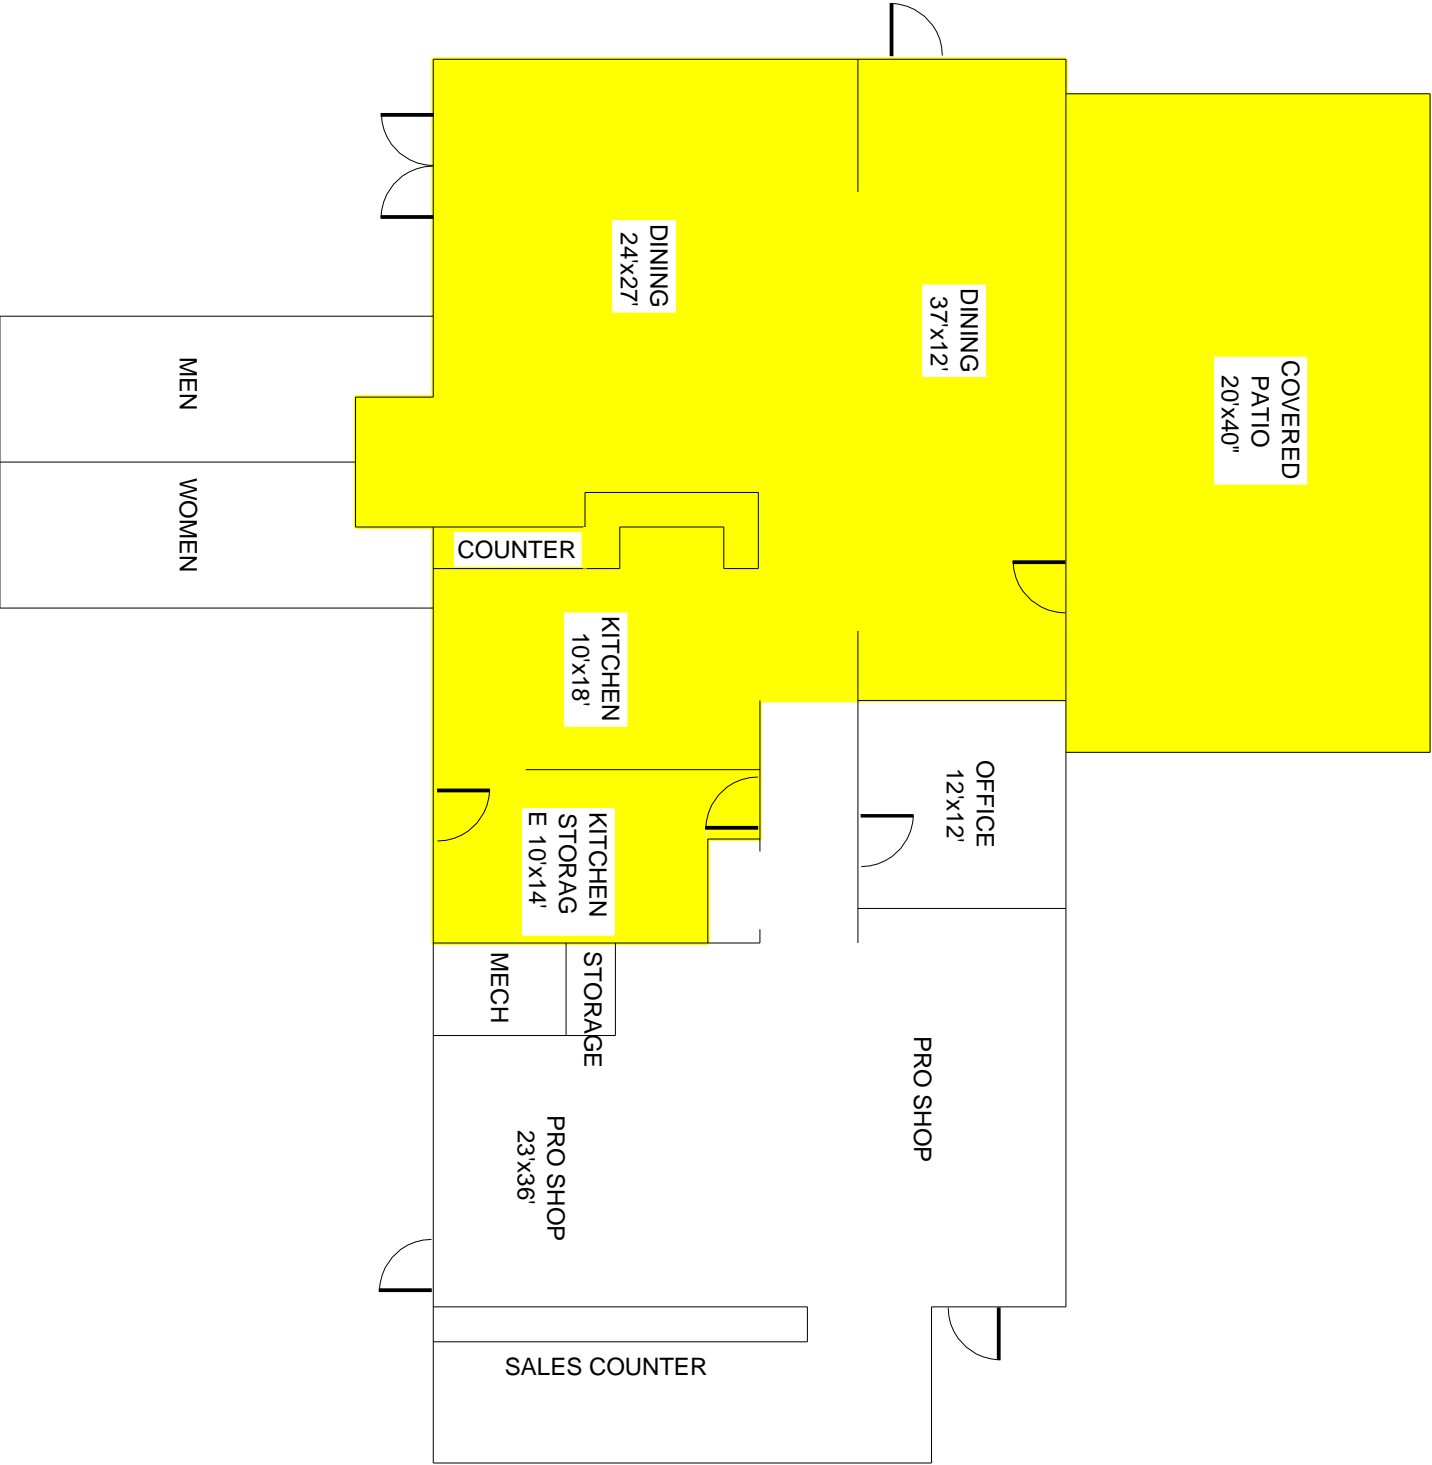 DINING
24'x27'
DINING
37'x12'
COVERED
PATIO
20'x40"
MEN
WOMEN
COUNTER
KITCHEN
10'x18'
KITCHEN
STORAG
E 10'x14'
OFFICE
12'x12'
MECH
STORAGE
PRO SHOP
PRO SHOP
23'x36'
SALES COUNTER